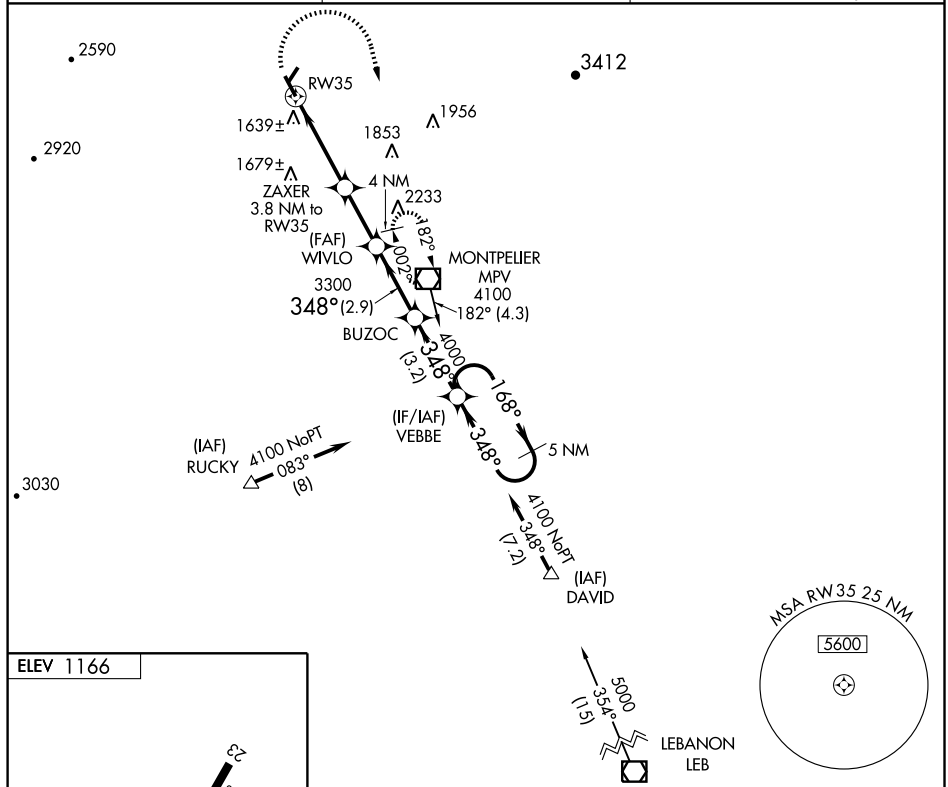 2590
RW35
3412
1639±
1853
1956
2920
1679±
4 NM
ZAXER
3.8 NM to
RW35
2233
182°
(FAF)
WIVLO
002°
MONTPELIER
MPV
4100
3300
348° (2.9)
182° (4.3)
BUZOC
4000
348°
(3.2)
168°
(IF/IAF)
VEBBE
348°
5 NM
(IAF)
RUCKY
4100 NoPT
083°
(8)
3030
4100 NoPT
348°
(7.2)
(IAF)
DAVID
MSA RW35 25 NM
5600
ELEV 1166
5000
354°
(15)
LEBANON
LEB
23